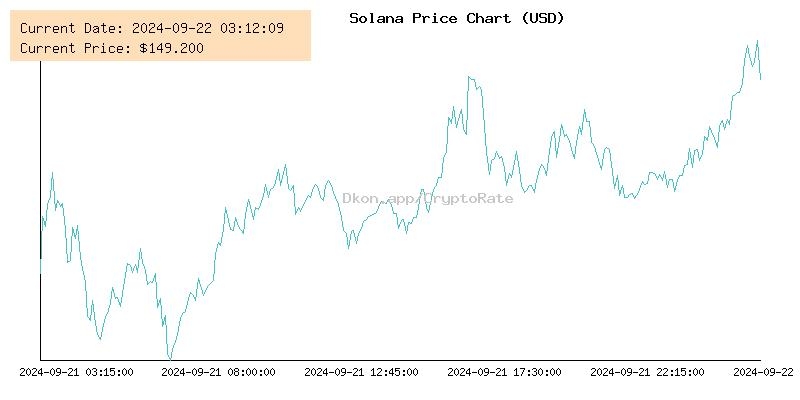 Solana Price Chart (USD)
Current Date: 2024-09-22 03:12:09
Current Price: $149.200
Dkon.app/CryptoRate
2024-09-21 03:15:00
2024-09-21 08:00:00
2024-09-21 12:45:00
2024-09-21 17:30:00
2024-09-21 22:15:00
2024-09-22